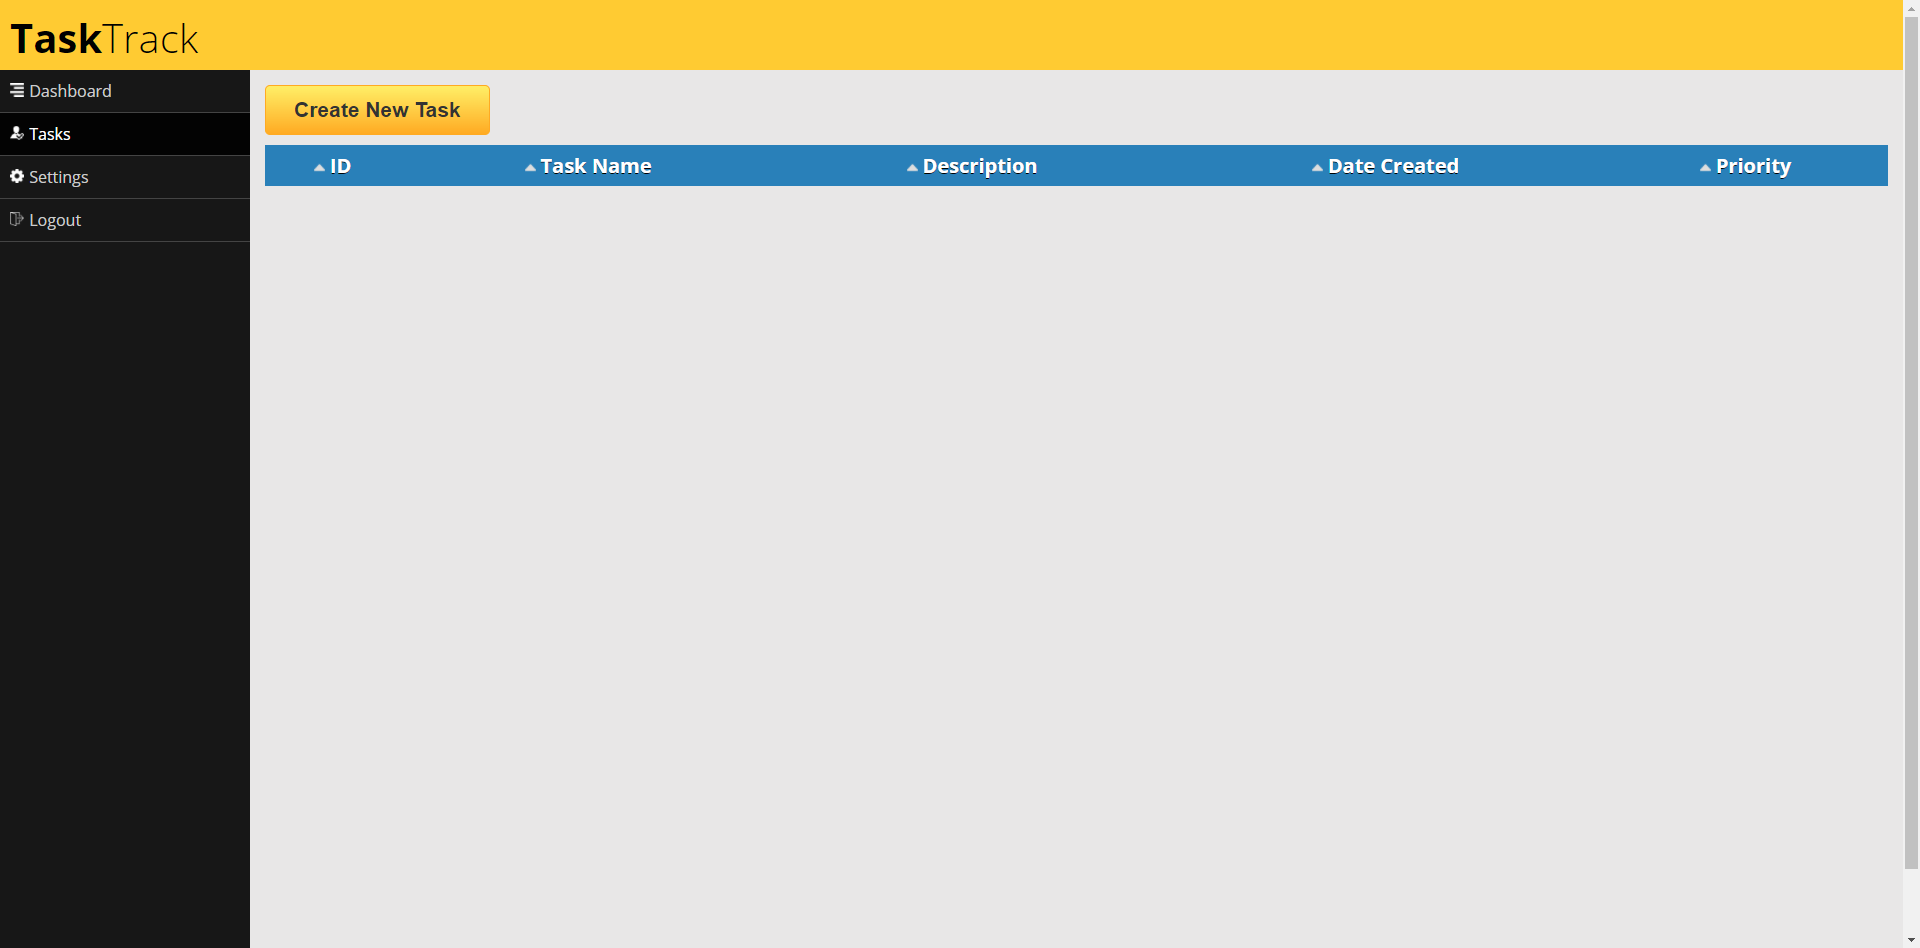 TaskTrack
Dashboard
Tasks
Settings
Logout
Create New Task
ID Task Name Description Date Created Priority